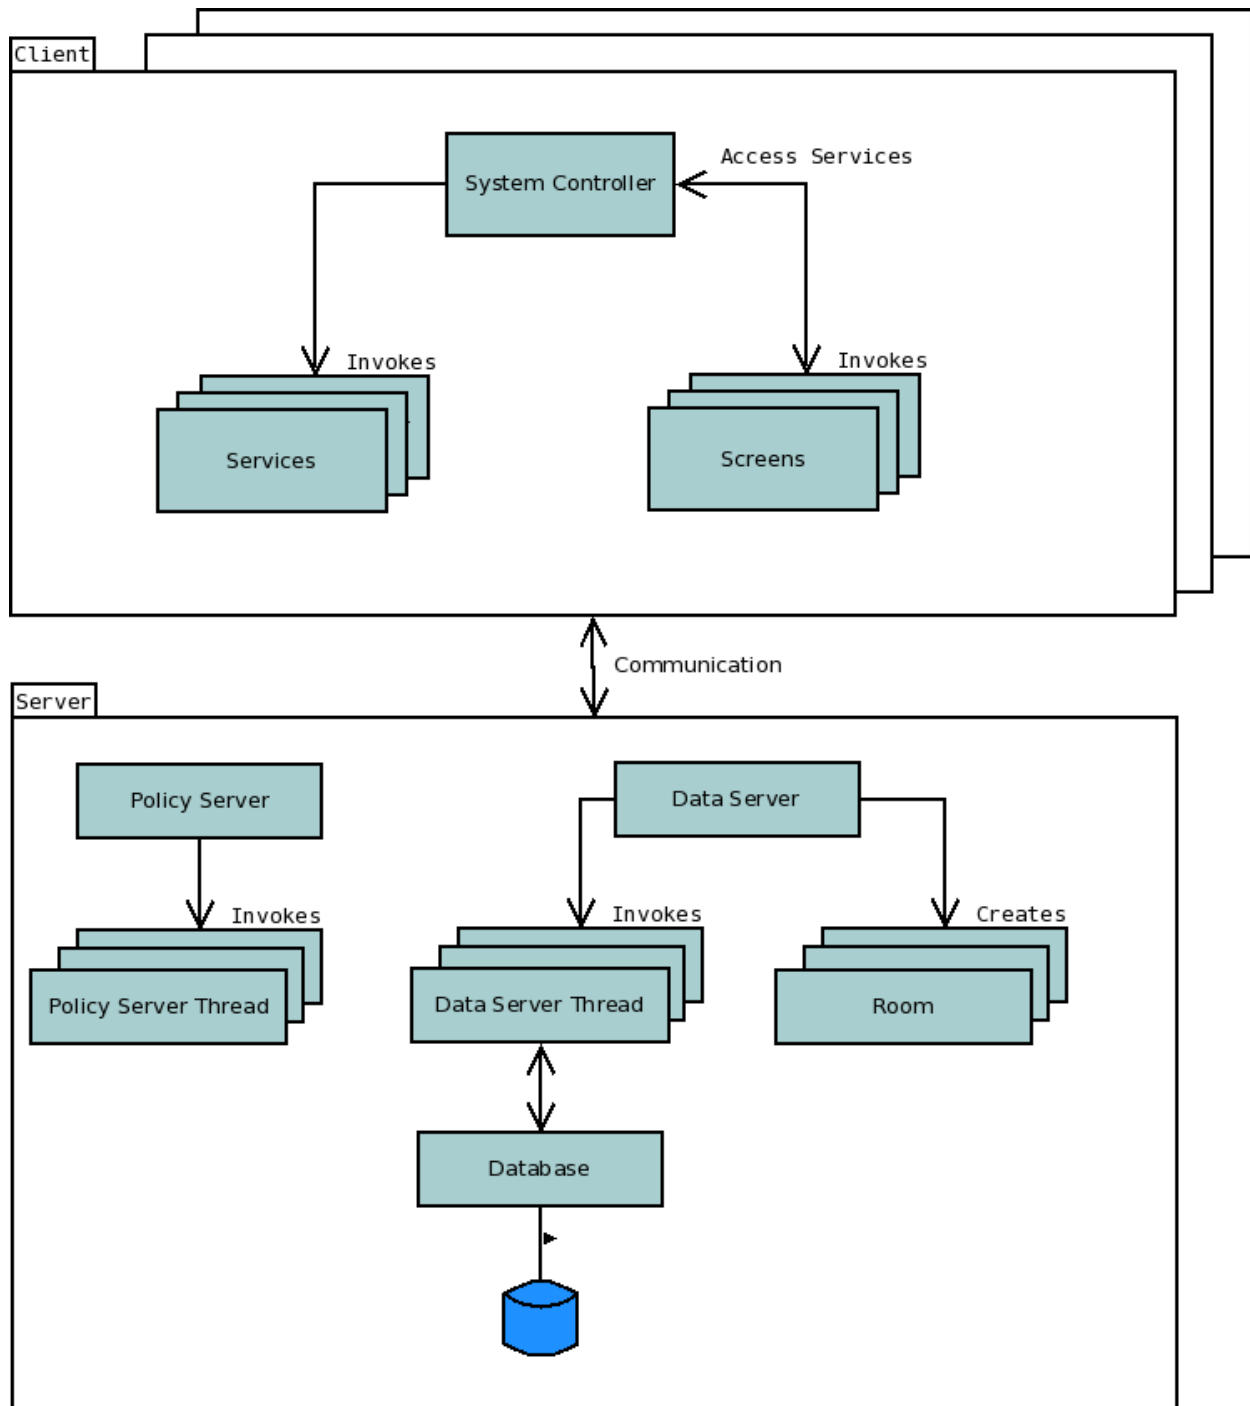 Client
System Controller
Access Services
Invokes
Invokes
Services
Screens
Communication
Server
Policy Server
Data Server
Invokes
Invokes
Creates
Policy Server Thread
Data Server Thread
Room
Database